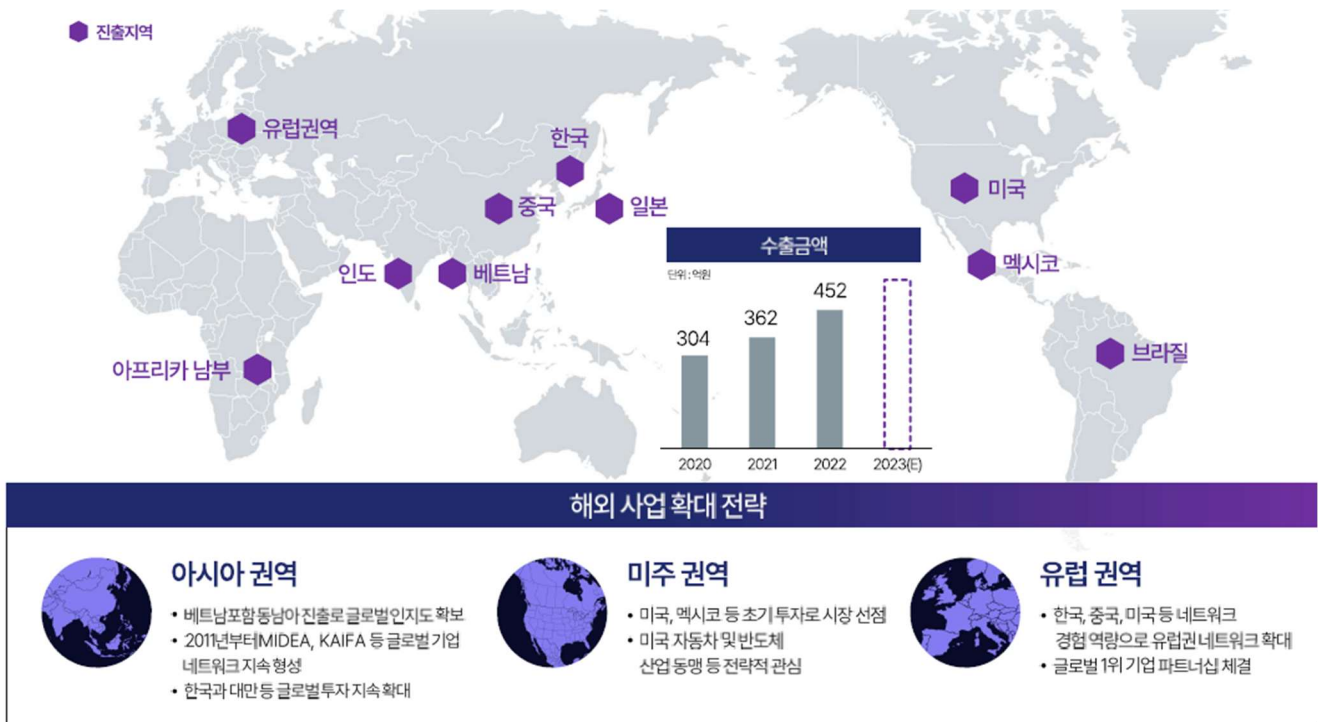 진출지역
유럽권역
한국
중국
일본
인도
베트남
아프리카 남부
미국
멕시코
브라질
수출금액
단위 : 억원
304
362
452
2020
2021
2022
2023(E)
해외 사업 확대 전략
아시아 권역
• 베트남포함 동남아 진출로 글로벌 인지도 확보
• 2011년부터 MIDEA, KAIFA 등 글로벌 기업
네트워크 지속 형성
• 한국과 대만 등 글로벌 투자 지속 확대
미주 권역
• 미국, 멕시코 등 초기 투자로 시장 선점
• 미국 자동차 및 반도체
산업 동맹 등 전략적 관심
유럽 권역
• 한국, 중국, 미국 등 네트워크
경험 역량으로 유럽권 네트워크 확대
• 글로벌 1위 기업 파트너십 체결